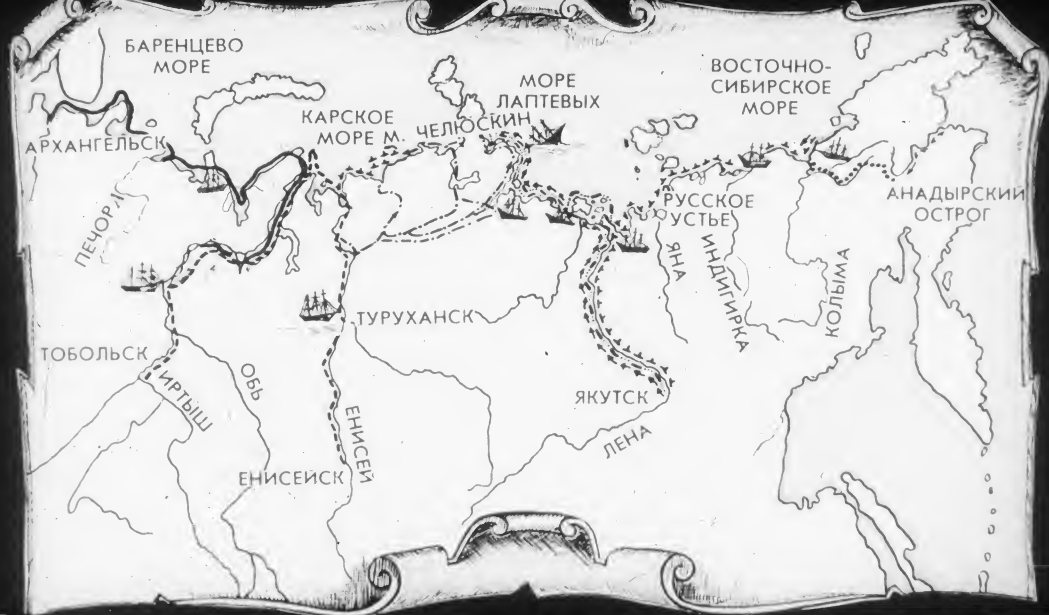 БАРЕНЦЕВО
МОРЕ
КАРСКОЕ
МОРЕ
М. ЧЕЛЮСКИН
МОРЕ
ЛАПТЕВЫХ
ВОСТОЧНО-
СИБИРСКОЕ
МОРЕ
АРХАНГЕЛЬСК
ПЕЧОРА
РУССКОЕ
УСТЬЕ
АНАДЫРСКИЙ
ОСТРОГ
ЯНА
ИНДИГИРКА
КОЛЫМА
ТУРУХАНСК
ТОБОЛЬСК
ИРТЫШ
ОБЬ
ЕНИСЕЙ
ЕНИСЕЙСК
ЯКУТСК
ЛЕНА